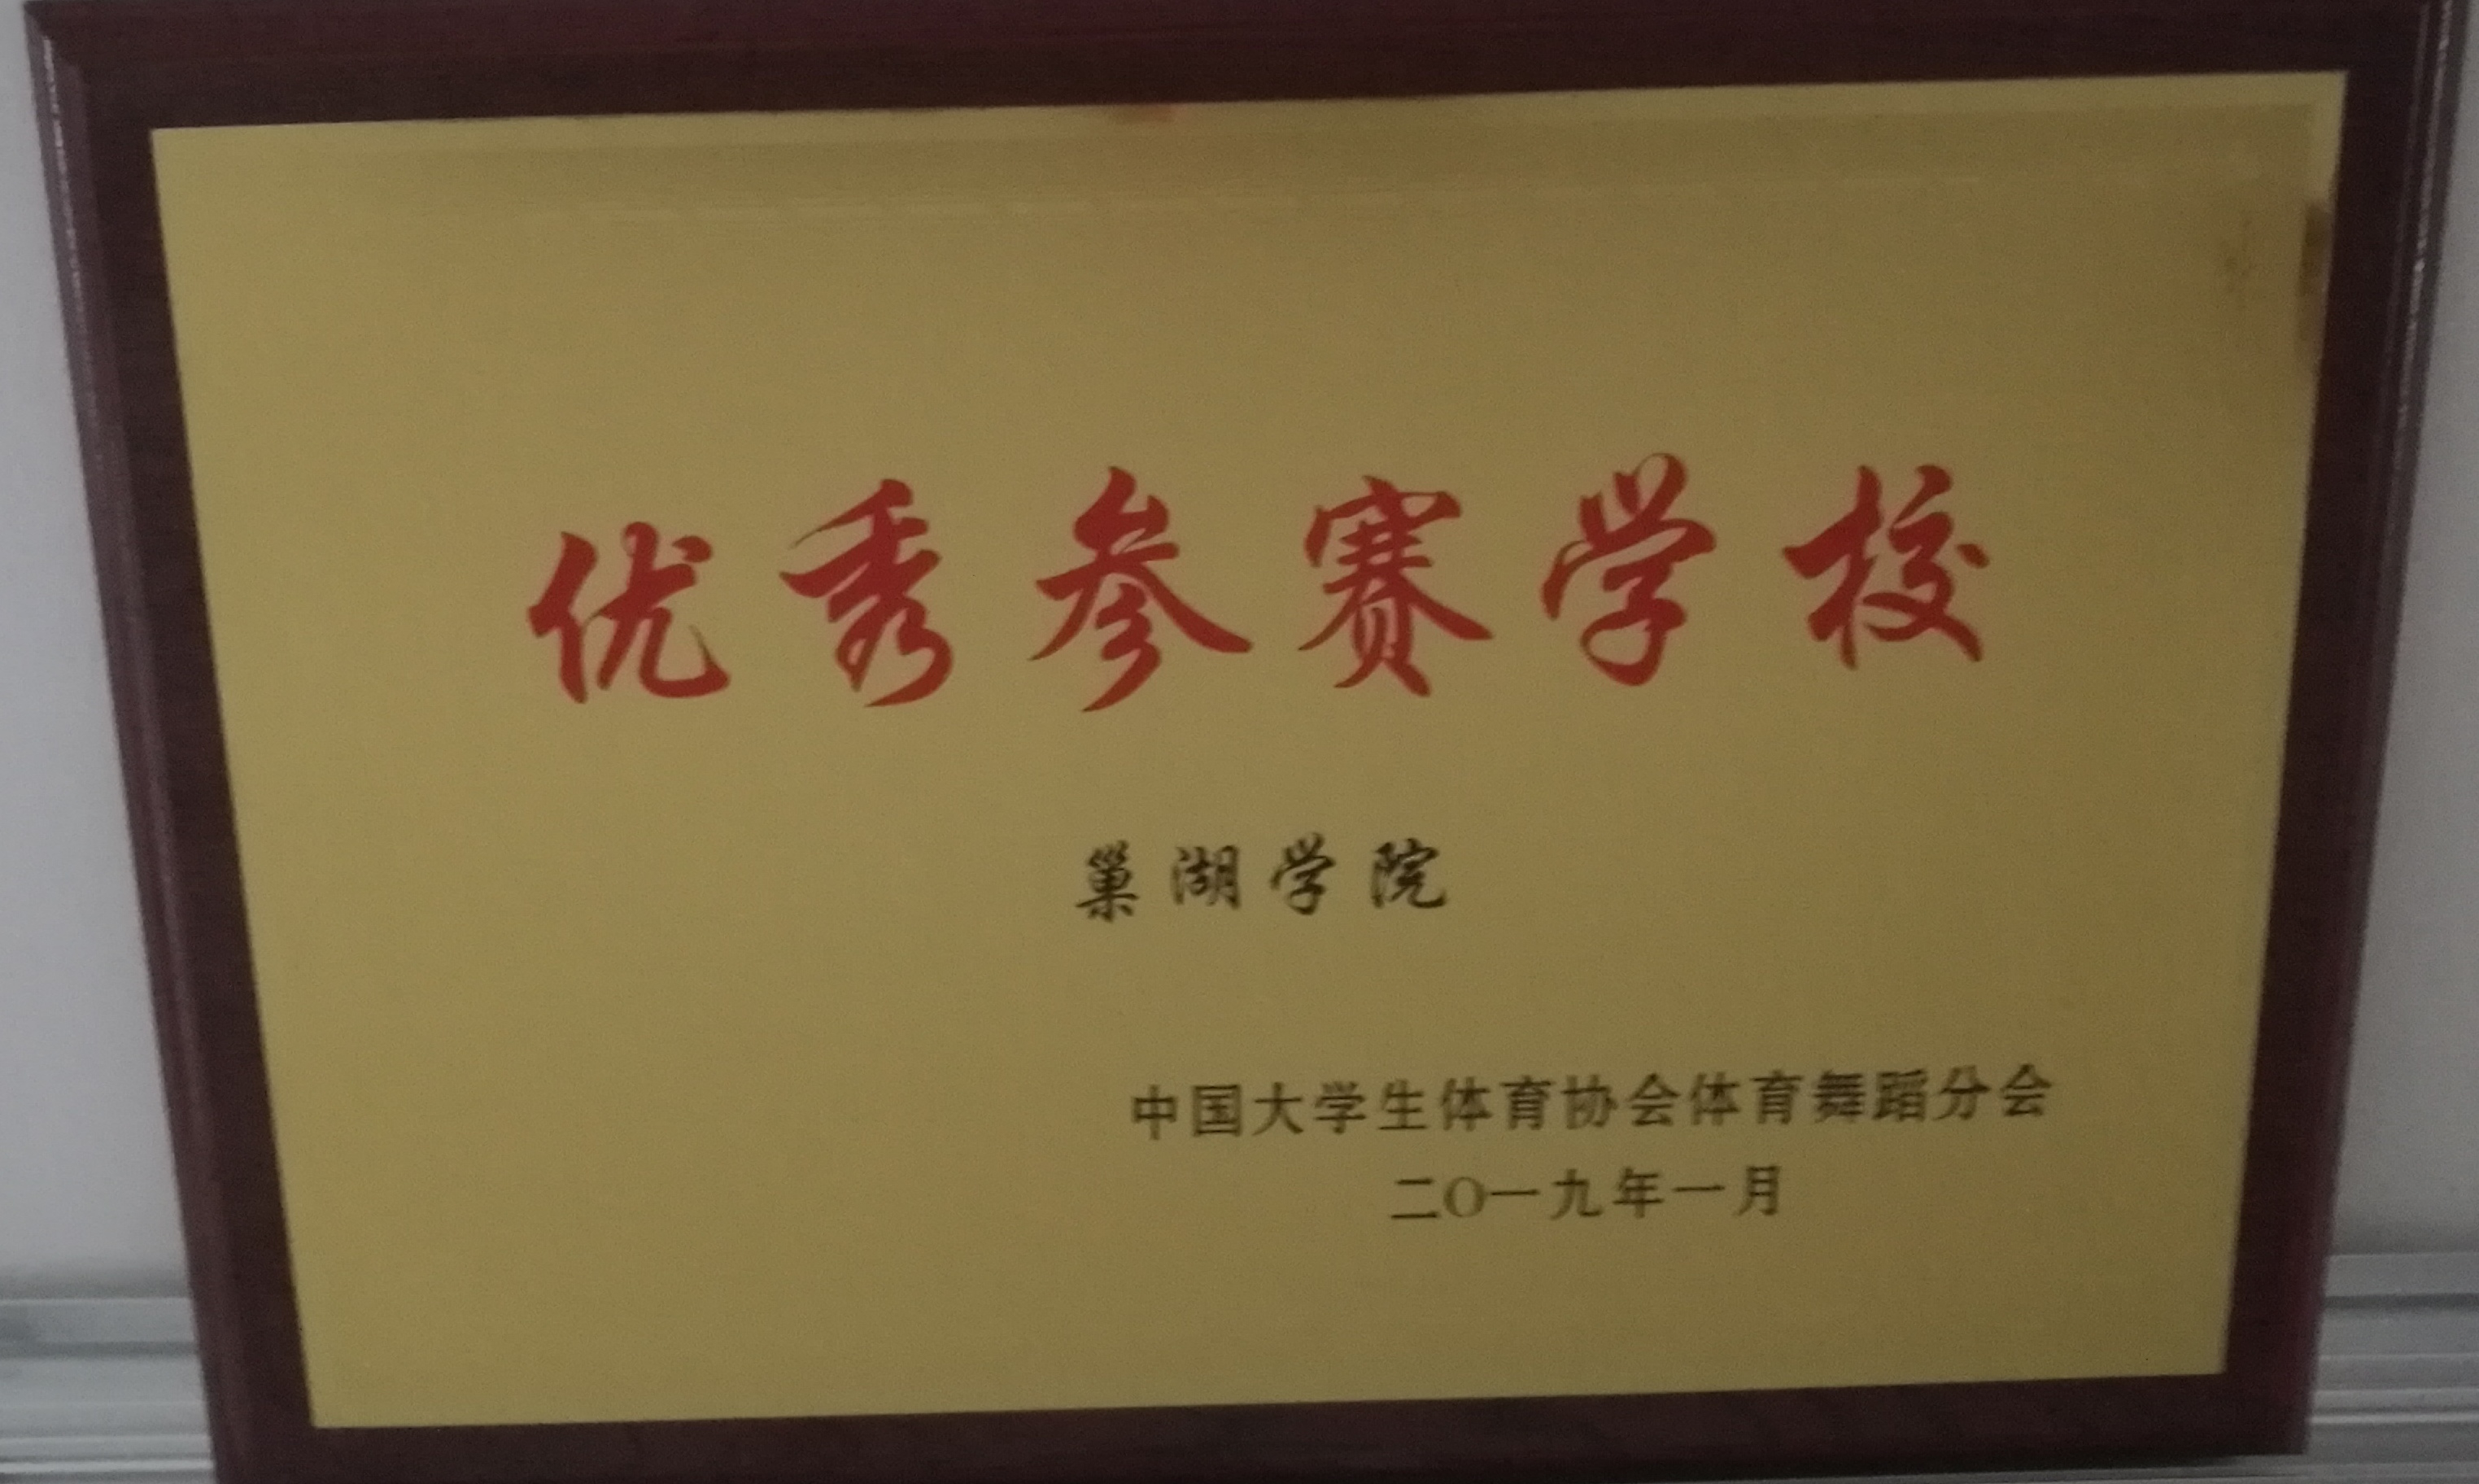 优秀参赛学校
巢湖学院
中国大学生体育协会体育舞蹈分会
二〇一九年一月